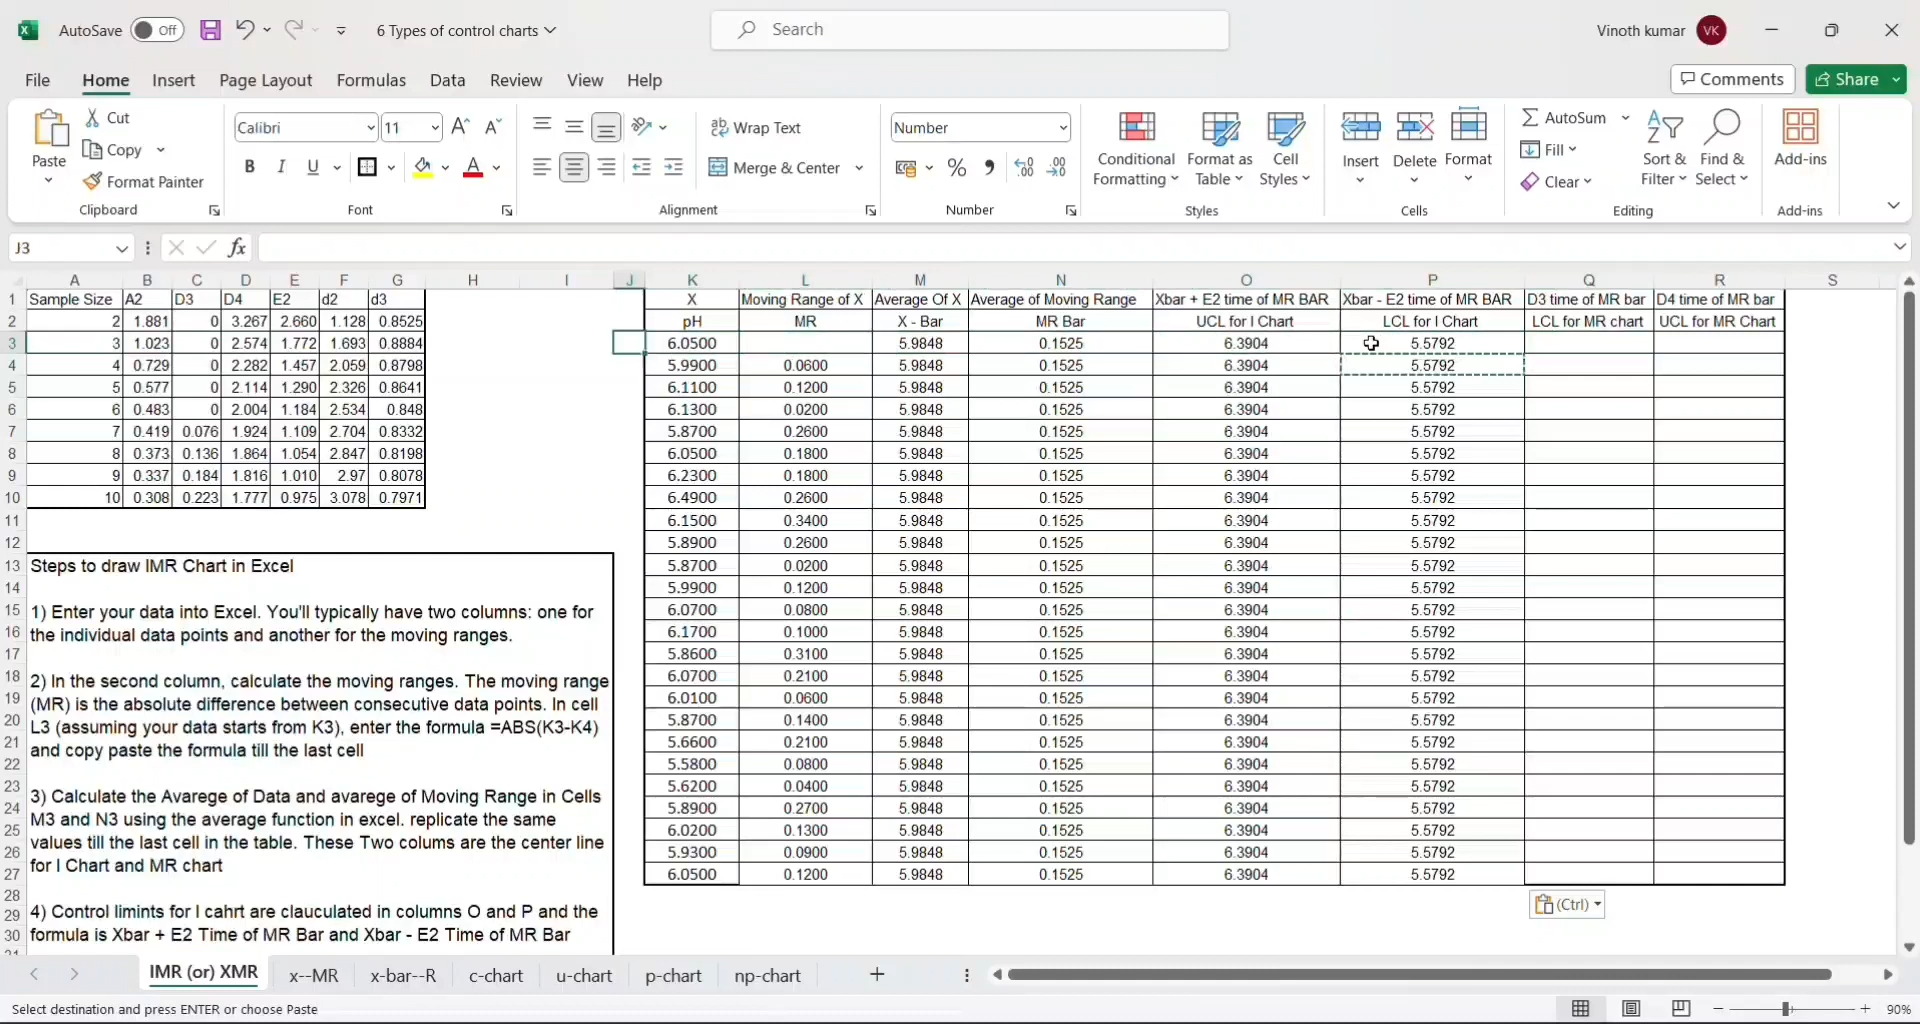 AutoSave Off 6 Types of control charts Search Vinoth kumar VK
File Home Insert Page Layout Formulas Data Review View Help Comments Share
Paste Cut Copy Format Painter Clipboard
Calibri 11 B I U A Font
Wrap Text Merge & Center Alignment
Number % Number
Conditional Formatting Format as Table Cell Styles Styles
Insert Delete Format Cells
AutoSum Fill Clear Sort & Filter Find & Select Editing
Add-ins Add-ins
J3 fx
A B C D E F G H I J K L M N O P Q R S
1 Sample Size A2 D3 D4 E2 d2 d3 X Moving Range of X Average Of X Average of Moving Range Xbar + E2 time of MR BAR Xbar - E2 time of MR BAR D3 time of MR bar D4 time of MR bar
2 2 1.881 0 3.267 2.660 1.128 0.8525 pH MR X - Bar MR Bar UCL for I Chart LCL for I Chart LCL for MR chart UCL for MR Chart
3 3 1.023 0 2.574 1.772 1.693 0.8884 6.0500 5.9848 0.1525 6.3904 5.5792
4 4 0.729 0 2.282 1.457 2.059 0.8798 5.9900 0.0600 5.9848 0.1525 6.3904 5.5792
5 5 0.577 0 2.114 1.290 2.326 0.8641 6.1100 0.1200 5.9848 0.1525 6.3904 5.5792
6 6 0.483 0 2.004 1.184 2.534 0.848 6.1300 0.0200 5.9848 0.1525 6.3904 5.5792
7 7 0.419 0.076 1.924 1.109 2.704 0.8332 5.8700 0.2600 5.9848 0.1525 6.3904 5.5792
8 8 0.373 0.136 1.864 1.054 2.847 0.8198 6.0500 0.1800 5.9848 0.1525 6.3904 5.5792
9 9 0.337 0.184 1.816 1.010 2.97 0.8078 6.2300 0.1800 5.9848 0.1525 6.3904 5.5792
10 10 0.308 0.223 1.777 0.975 3.078 0.7971 6.4900 0.2600 5.9848 0.1525 6.3904 5.5792
11 6.1500 0.3400 5.9848 0.1525 6.3904 5.5792
12 5.8900 0.2600 5.9848 0.1525 6.3904 5.5792
13 5.8700 0.0200 5.9848 0.1525 6.3904 5.5792
14 5.9900 0.1200 5.9848 0.1525 6.3904 5.5792
15 6.0700 0.0800 5.9848 0.1525 6.3904 5.5792
16 6.1700 0.1000 5.9848 0.1525 6.3904 5.5792
17 5.8600 0.3100 5.9848 0.1525 6.3904 5.5792
18 6.0700 0.2100 5.9848 0.1525 6.3904 5.5792
19 6.0100 0.0600 5.9848 0.1525 6.3904 5.5792
20 5.8700 0.1400 5.9848 0.1525 6.3904 5.5792
21 5.6600 0.2100 5.9848 0.1525 6.3904 5.5792
22 5.5800 0.0800 5.9848 0.1525 6.3904 5.5792
23 5.6200 0.0400 5.9848 0.1525 6.3904 5.5792
24 5.8900 0.2700 5.9848 0.1525 6.3904 5.5792
25 6.0200 0.1300 5.9848 0.1525 6.3904 5.5792
26 5.9300 0.0900 5.9848 0.1525 6.3904 5.5792
27 6.0500 0.1200 5.9848 0.1525 6.3904 5.5792
28
29
30
Steps to draw IMR Chart in Excel
1) Enter your data into Excel. You'll typically have two columns: one for
the individual data points and another for the moving ranges.
2) In the second column, calculate the moving ranges. The moving range
(MR) is the absolute difference between consecutive data points. In cell
L3 (assuming your data starts from K3), enter the formula =ABS(K3-K4)
and copy paste the formula till the last cell
3) Calculate the Avarege of Data and avarege of Moving Range in Cells
M3 and N3 using the average function in excel. replicate the same
values till the last cell in the table. These Two colums are the center line
for I Chart and MR chart
4) Control limints for I cahrt are clauculated in columns O and P and the
formula is Xbar + E2 Time of MR Bar and Xbar - E2 Time of MR Bar
(Ctrl)
IMR (or) XMR x--MR x-bar--R c-chart u-chart p-chart np-chart
Select destination and press ENTER or choose Paste 90%